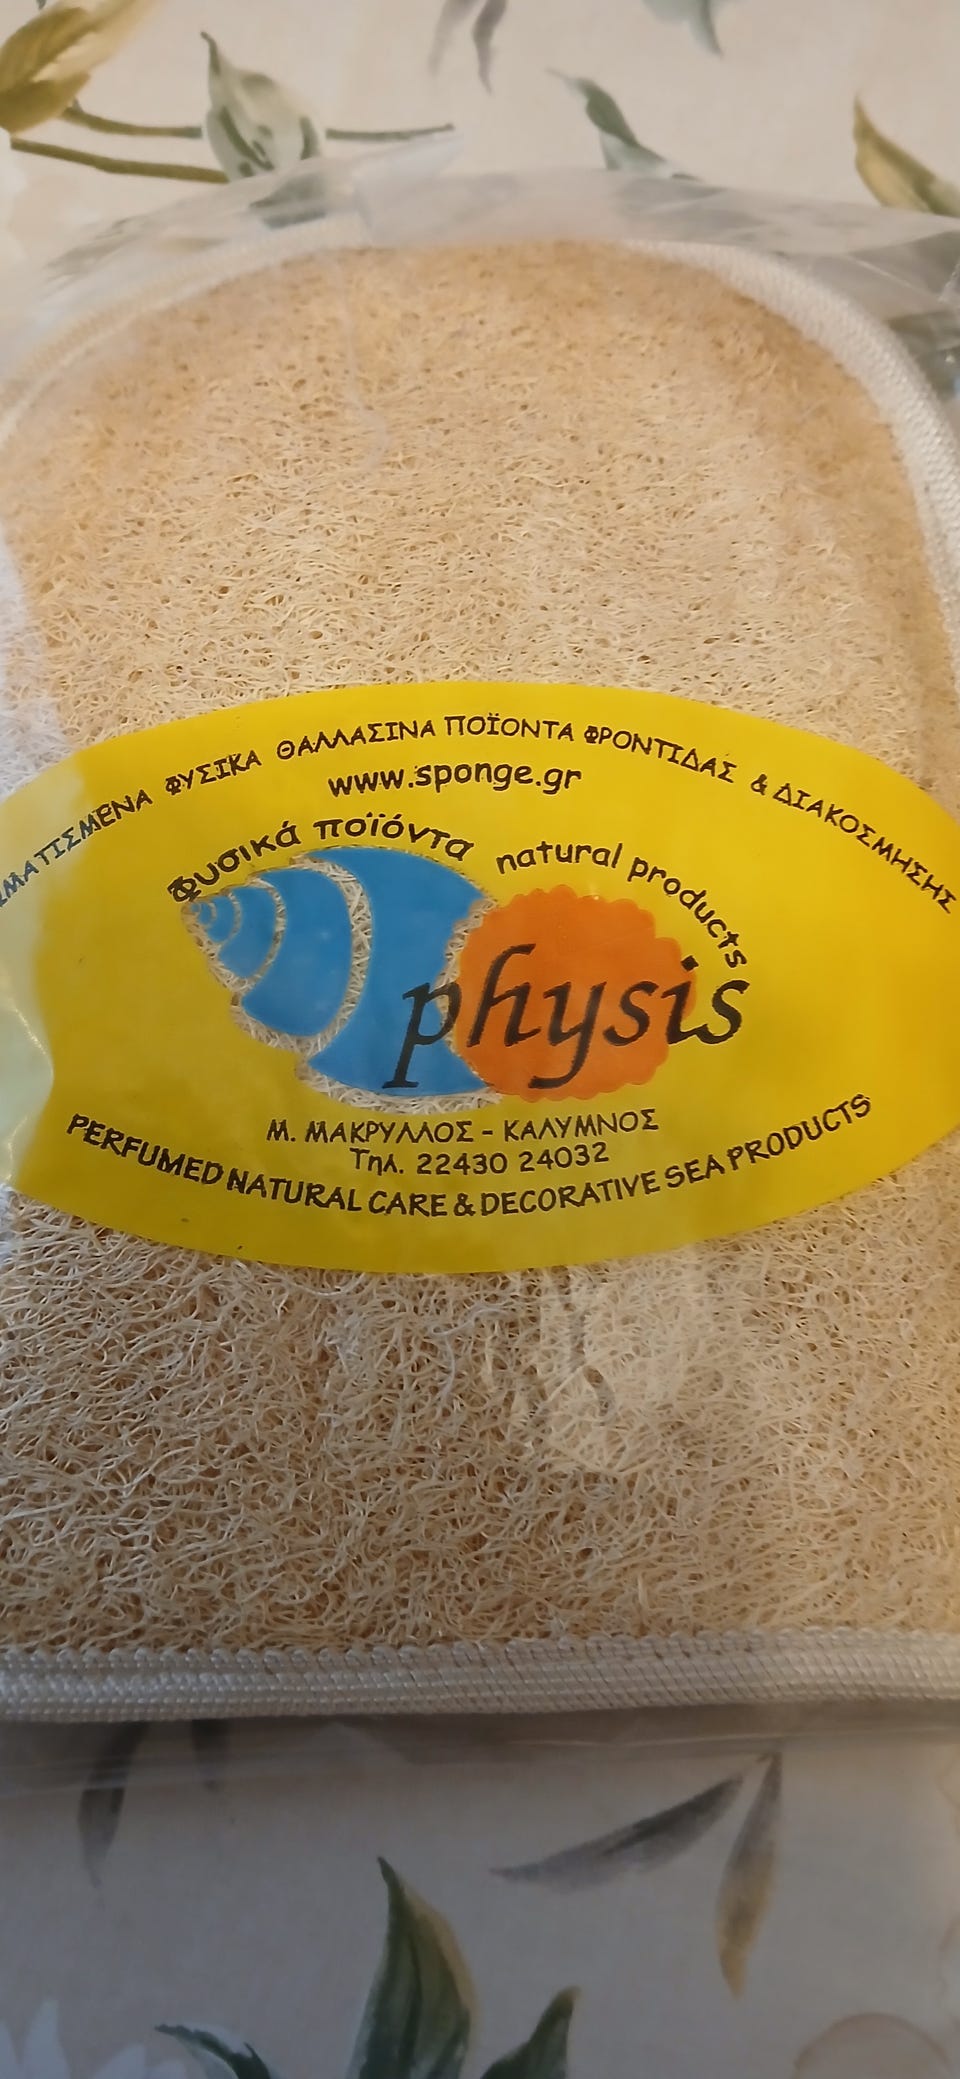 ΦΥΣΙΚΑ ΘΑΛΛΑΣΙΝΑ ΠΟΪΟΝΤΑ ΦΡΟΝΤΙΔΑΣ & ΔΙΑΚΟΣΜΗΣΗΣ
www.sponge.gr
φυσικά ποϊόντα natural products
physis
Μ. ΜΑΚΡΥΛΛΟΣ - ΚΑΛΥΜΝΟΣ
Τηλ. 22430 24032
PERFUMED NATURAL CARE & DECORATIVE SEA PRODUCTS